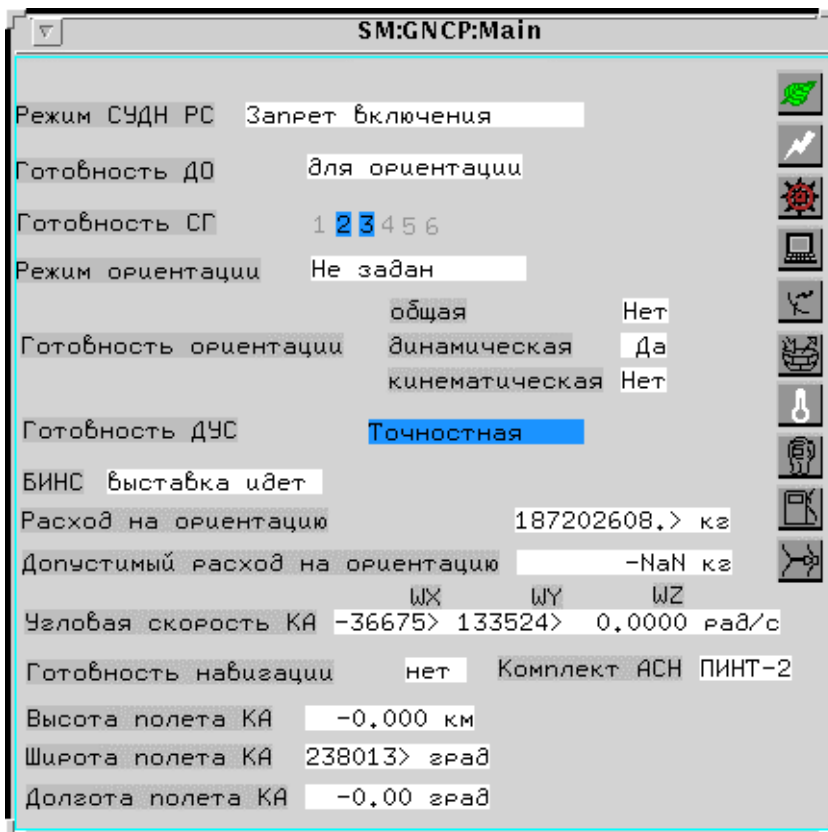 SM:GNCP:Main
Режим СУДН РС Запрет включения
Готовность ДО для ориентации
Готовность СГ 1 2 3 4 5 6
Режим ориентации Не задан
общая Нет
Готовность ориентации динамическая Да
кинематическая Нет
Готовность ДУС Точностная
БИНС выставка идет
Расход на ориентацию 187202608.> кг
Допустимый расход на ориентацию -NaN кг
WX WY WZ
Угловая скорость КА -36675> 133524> 0.0000 рад/с
Готовность навигации нет Комплект АСН ПИНТ-2
Высота полета КА -0.000 км
Широта полета КА 238013> град
Долгота полета КА -0.00 град